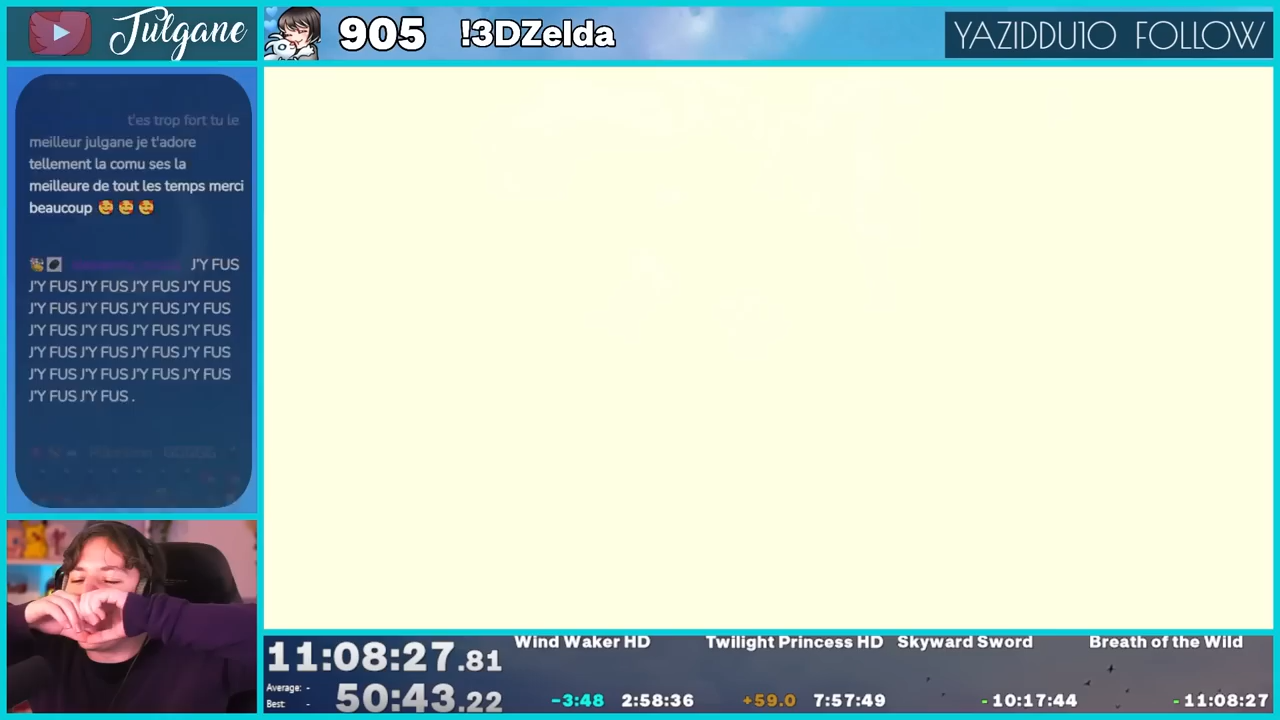 Julgane
905
!3DZelda
YAZIDDU10 FOLLOW
t'es trop fort tu le
meilleur julgane je t'adore
tellement la comu ses la
meilleure de tout les temps merci
beaucoup 🥰 🥰 🥰
J'Y FUS
J'Y FUS J'Y FUS J'Y FUS J'Y FUS
J'Y FUS J'Y FUS J'Y FUS J'Y FUS
J'Y FUS J'Y FUS J'Y FUS J'Y FUS
J'Y FUS J'Y FUS J'Y FUS J'Y FUS
J'Y FUS J'Y FUS J'Y FUS J'Y FUS
J'Y FUS J'Y FUS .
11:08:27.81
Average: -
Best: -
50:43.22
Wind Waker HD
-3:48 2:58:36
Twilight Princess HD
+59.0 7:57:49
Skyward Sword
- 10:17:44
Breath of the Wild
- 11:08:27